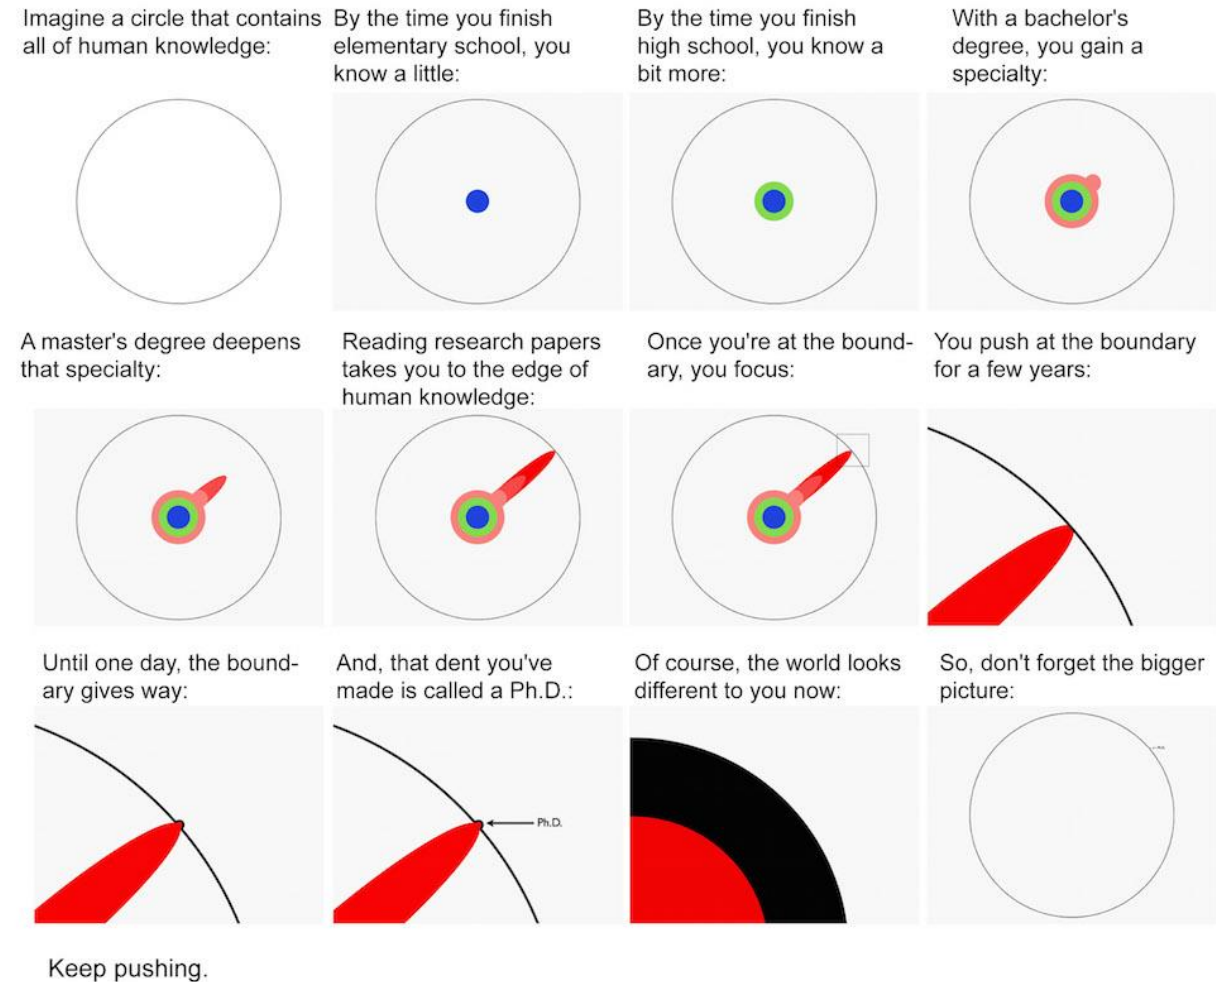 Imagine a circle that contains
all of human knowledge:
By the time you finish
elementary school, you
know a little:
By the time you finish
high school, you know a
bit more:
With a bachelor's
degree, you gain a
specialty:
A master's degree deepens
that specialty:
Reading research papers
takes you to the edge of
human knowledge:
Once you're at the bound-
ary, you focus:
You push at the boundary
for a few years:
Until one day, the bound-
ary gives way:
And, that dent you've
made is called a Ph.D.:
Ph.D.
Of course, the world looks
different to you now:
So, don't forget the bigger
picture:
Keep pushing.